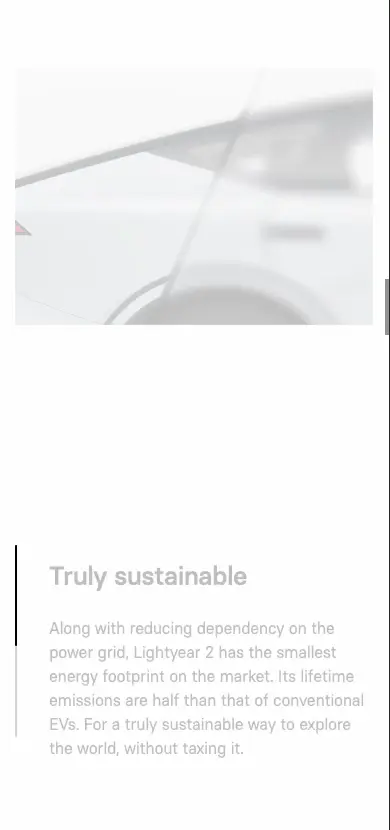 Truly sustainable
Along with reducing dependency on the
power grid, Lightyear 2 has the smallest
energy footprint on the market. Its lifetime
emissions are half than that of conventional
EVs. For a truly sustainable way to explore
the world, without taxing it.